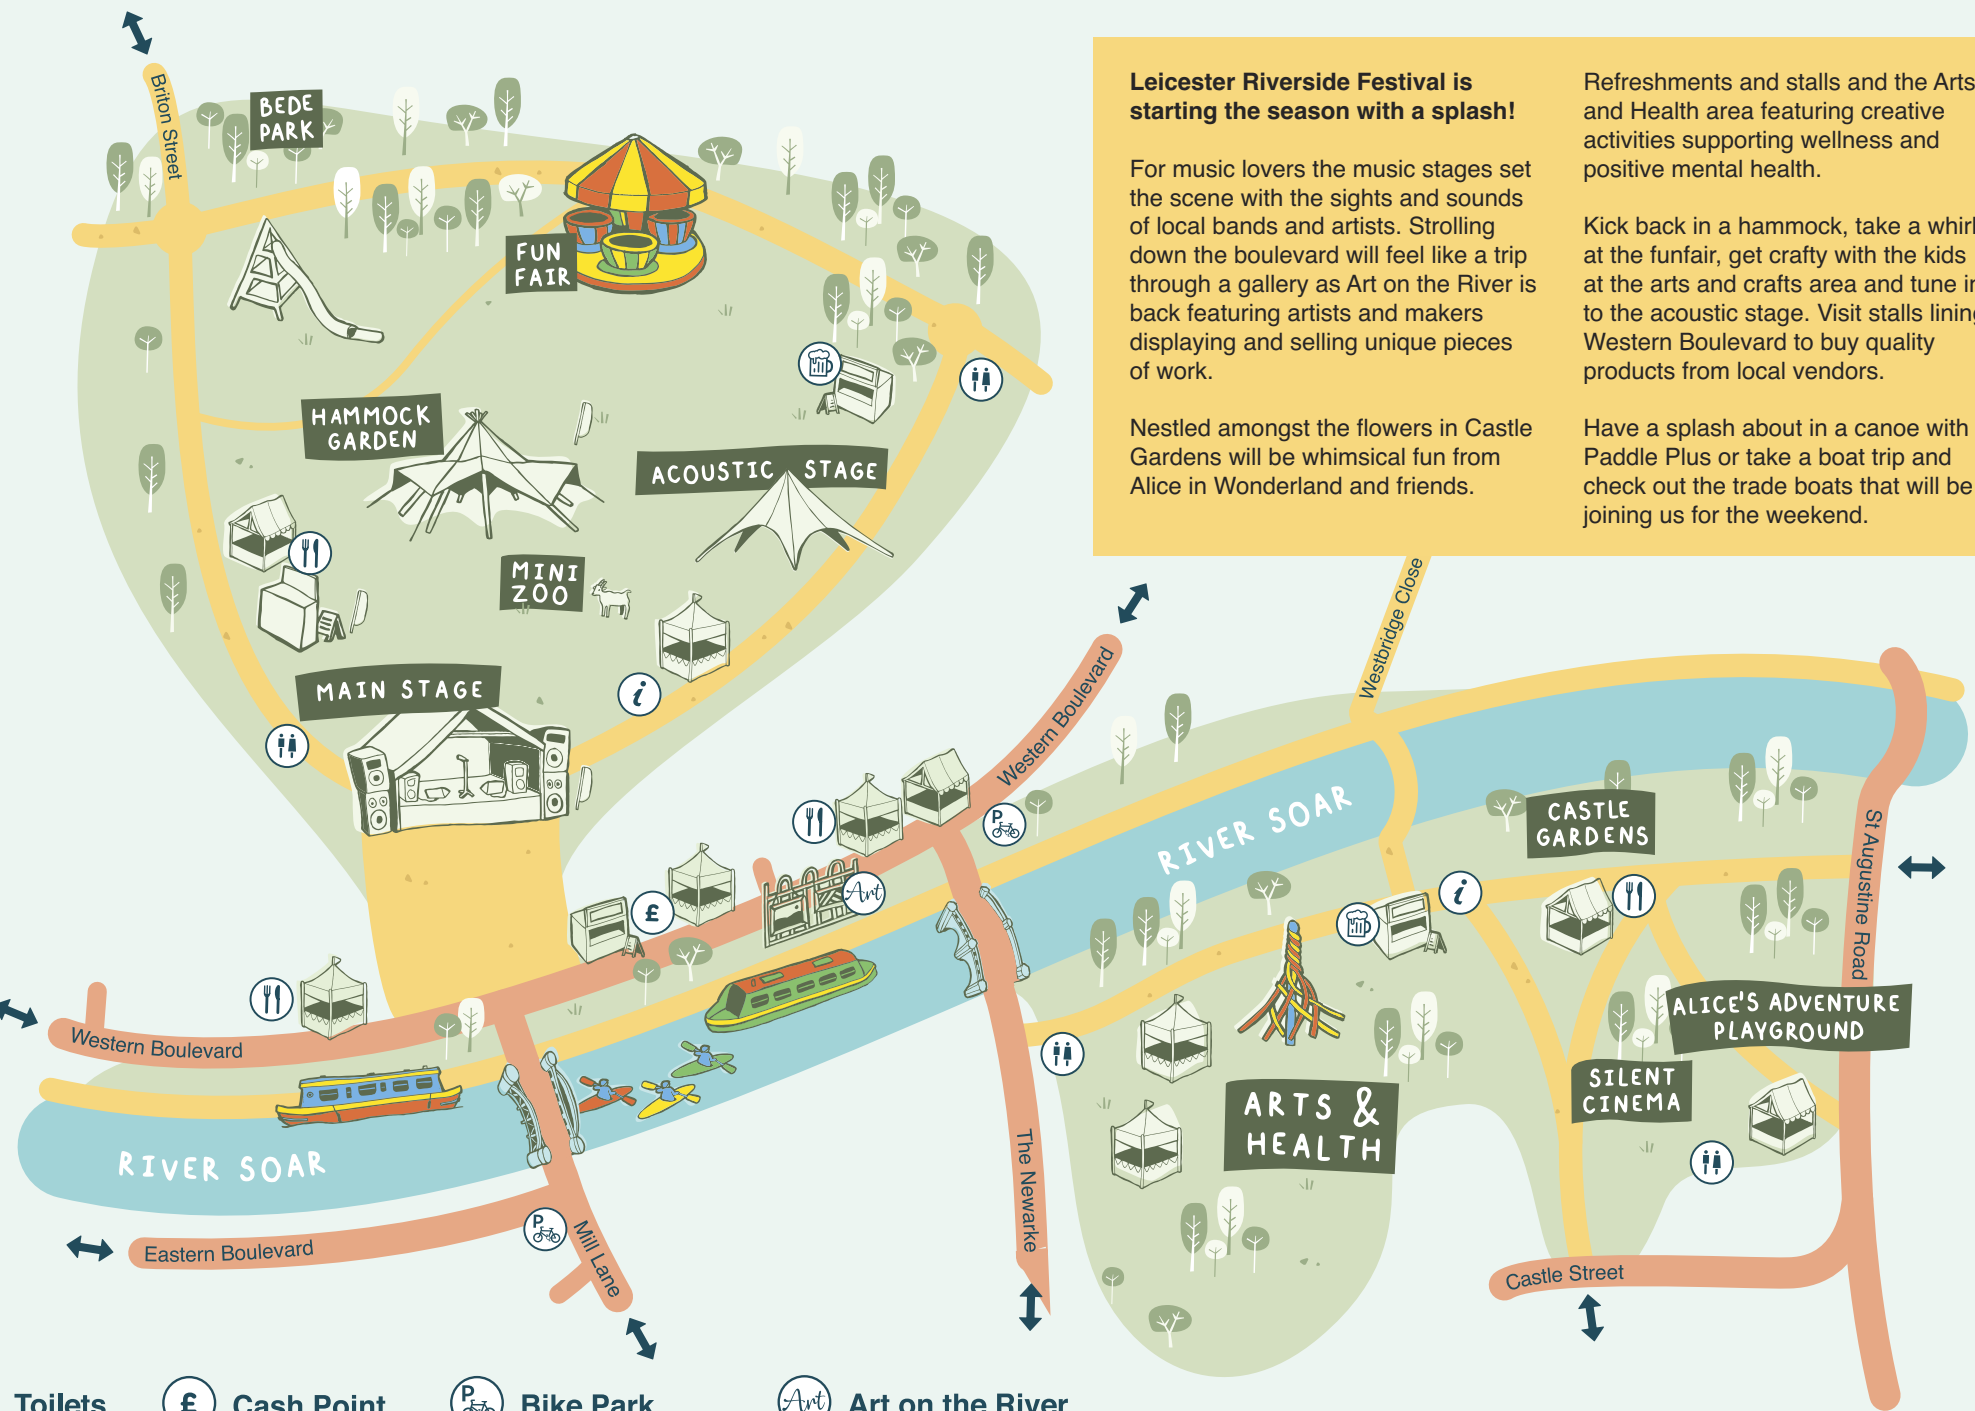 Leicester Riverside Festival is
starting the season with a splash!
For music lovers the music stages set
the scene with the sights and sounds
of local bands and artists. Strolling
down the boulevard will feel like a trip
through a gallery as Art on the River is
back featuring artists and makers
displaying and selling unique pieces
of work.
Nestled amongst the flowers in Castle
Gardens will be whimsical fun from
Alice in Wonderland and friends.
Refreshments and stalls and the Arts
and Health area featuring creative
activities supporting wellness and
positive mental health.
Kick back in a hammock, take a whirl
at the funfair, get crafty with the kids
at the arts and crafts area and tune in
to the acoustic stage. Visit stalls lining
Western Boulevard to buy quality
products from local vendors.
Have a splash about in a canoe with
Paddle Plus or take a boat trip and
check out the trade boats that will be
joining us for the weekend.
Briton Street
BEDE
PARK
FUN
FAIR
HAMMOCK
GARDEN
ACOUSTIC STAGE
MINI
ZOO
i
MAIN STAGE
Western Boulevard
Westbridge Close
P
RIVER SOAR
CASTLE
GARDENS
St Augustine Road
£
Art
i
ALICE'S ADVENTURE
PLAYGROUND
SILENT
CINEMA
ARTS &
HEALTH
Western Boulevard
RIVER SOAR
Eastern Boulevard
P
Mill Lane
The Newarke
Castle Street
Toilets
£ Cash Point
P Bike Park
Art Art on the River